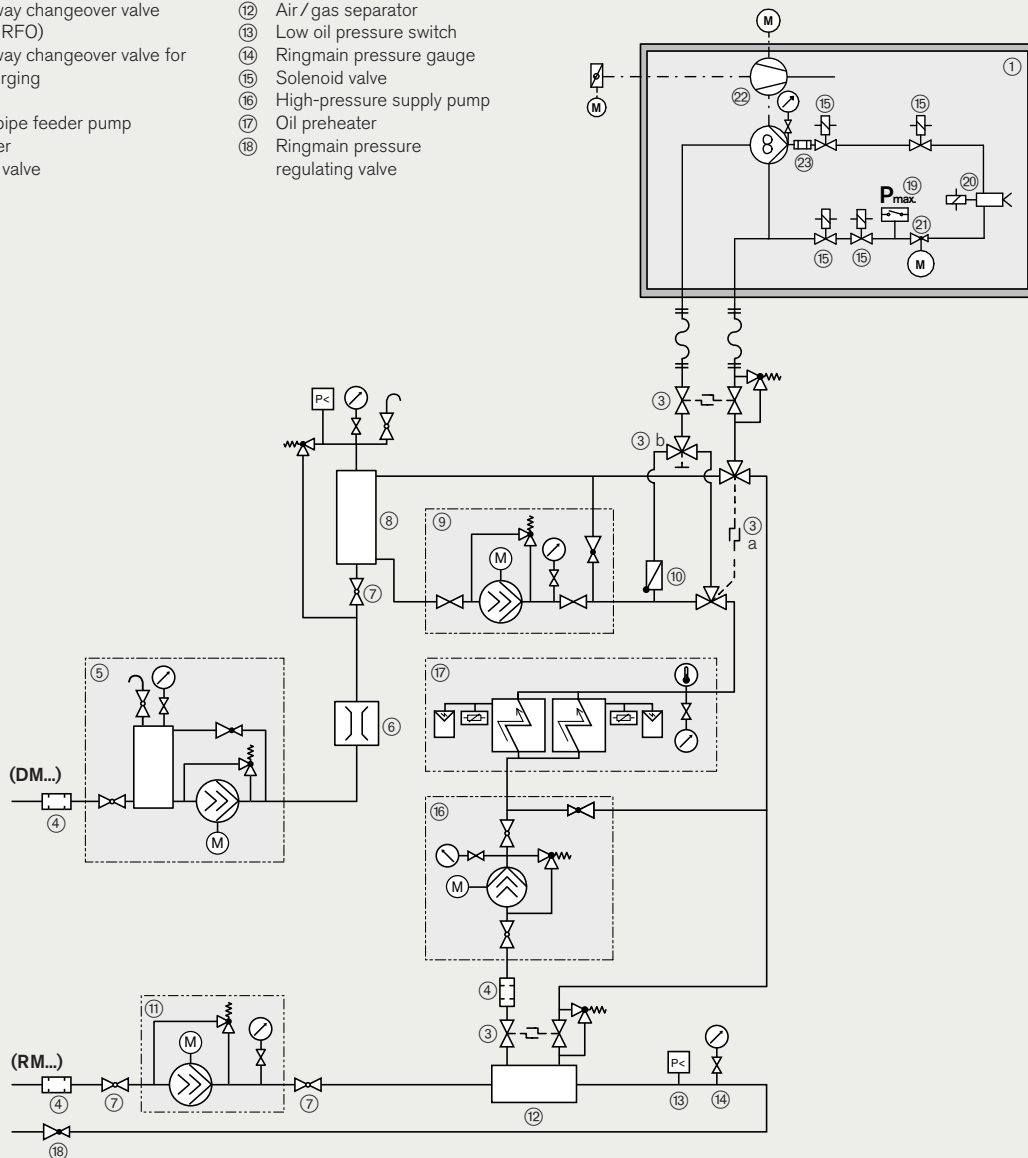 way changeover valve
RFO)
way changeover valve for
rging
pipe feeder pump
er
valve
⑫ Air / gas separator
⑬ Low oil pressure switch
⑭ Ringmain pressure gauge
⑮ Solenoid valve
⑯ High-pressure supply pump
⑰ Oil preheater
⑱ Ringmain pressure
regulating valve
M
①
M
㉒
⑮
⑮
㉓
Pmax.
⑲
⑳
㉑
⑮
⑮
M
③
P<
③ b
③
a
⑧
⑨
M
⑩
⑦
⑤
⑥
⑰
(DM...)
④
M
⑯
M
④
⑪
M
③
(RM...)
④
⑦
⑦
⑫
P<
⑬
⑭
⑱